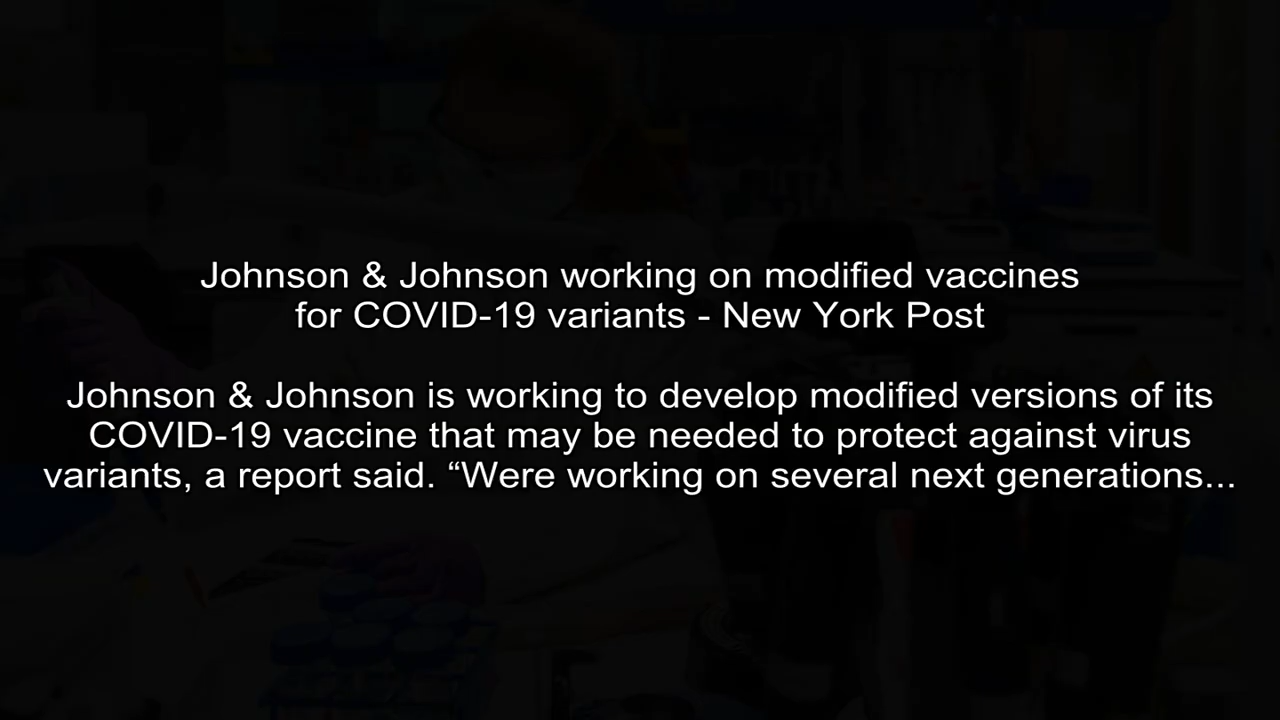 Johnson & Johnson working on modified vaccines
for COVID-19 variants - New York Post
Johnson & Johnson is working to develop modified versions of its
COVID-19 vaccine that may be needed to protect against virus
variants, a report said. “Were working on several next generations...